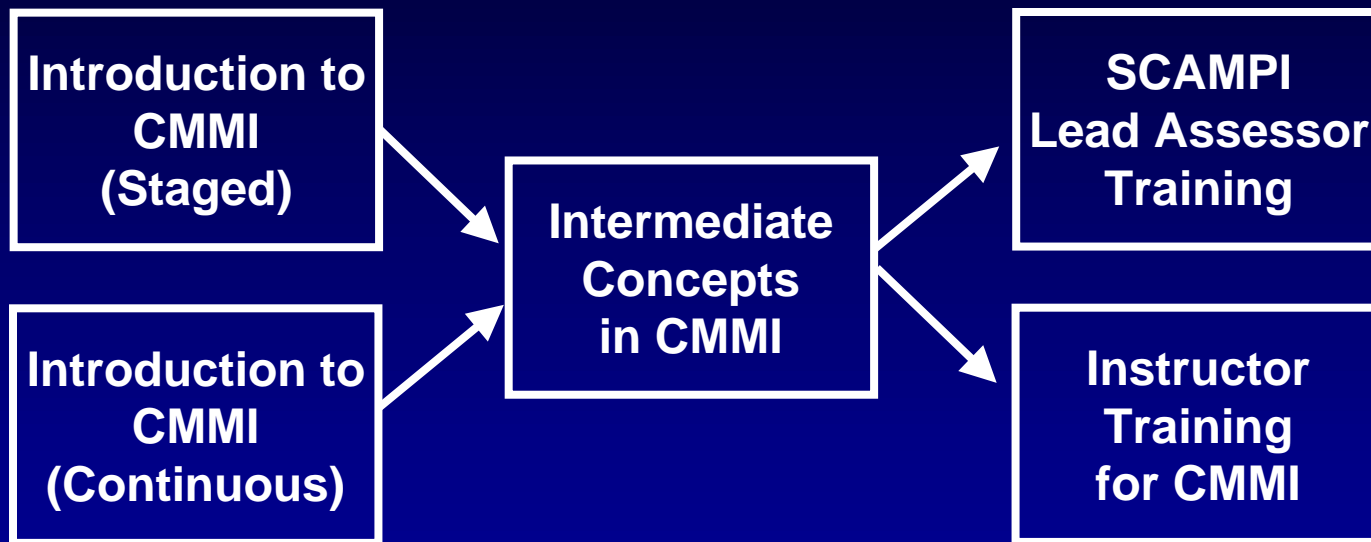 Introduction to
CMMI
(Staged)
Introduction to
CMMI
(Continuous)
Intermediate
Concepts
in CMMI
SCAMPI
Lead Assessor
Training
Instructor
Training
for CMMI